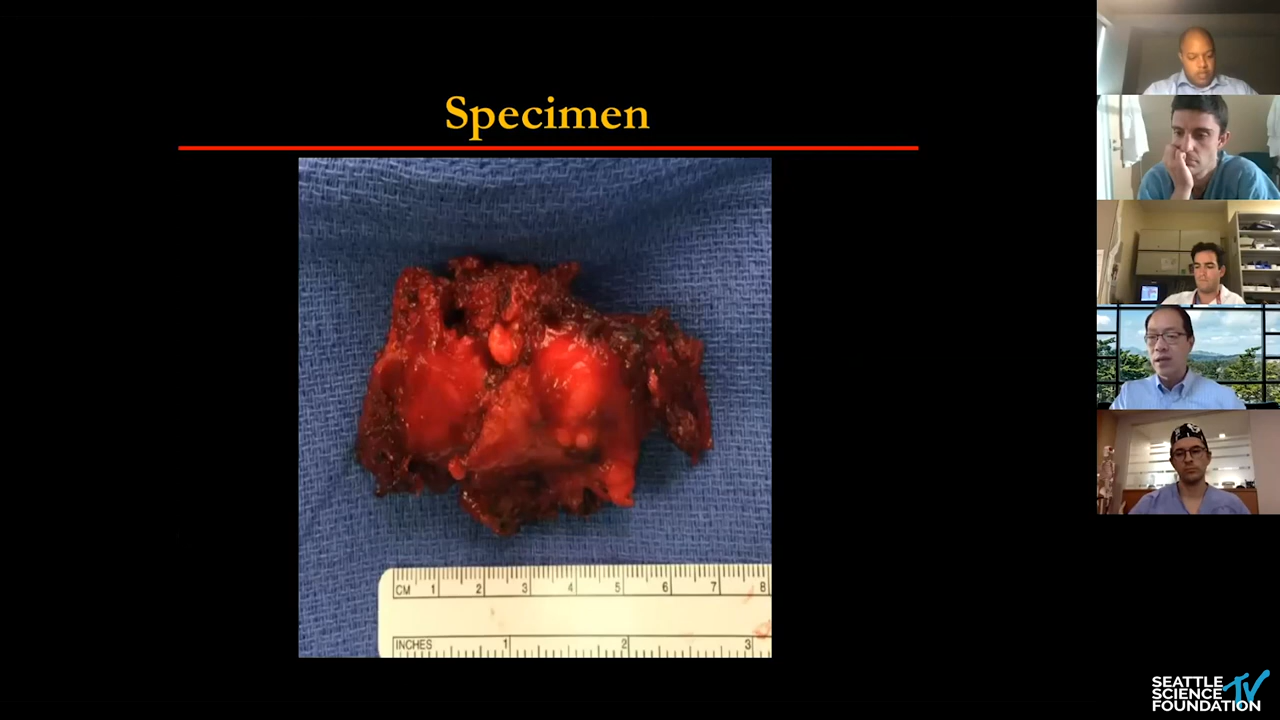 Specimen
CM 1 2 3 4 5 6 7 8
INCHES 1 2 3
SEATTLE
SCIENCE TV
FOUNDATION